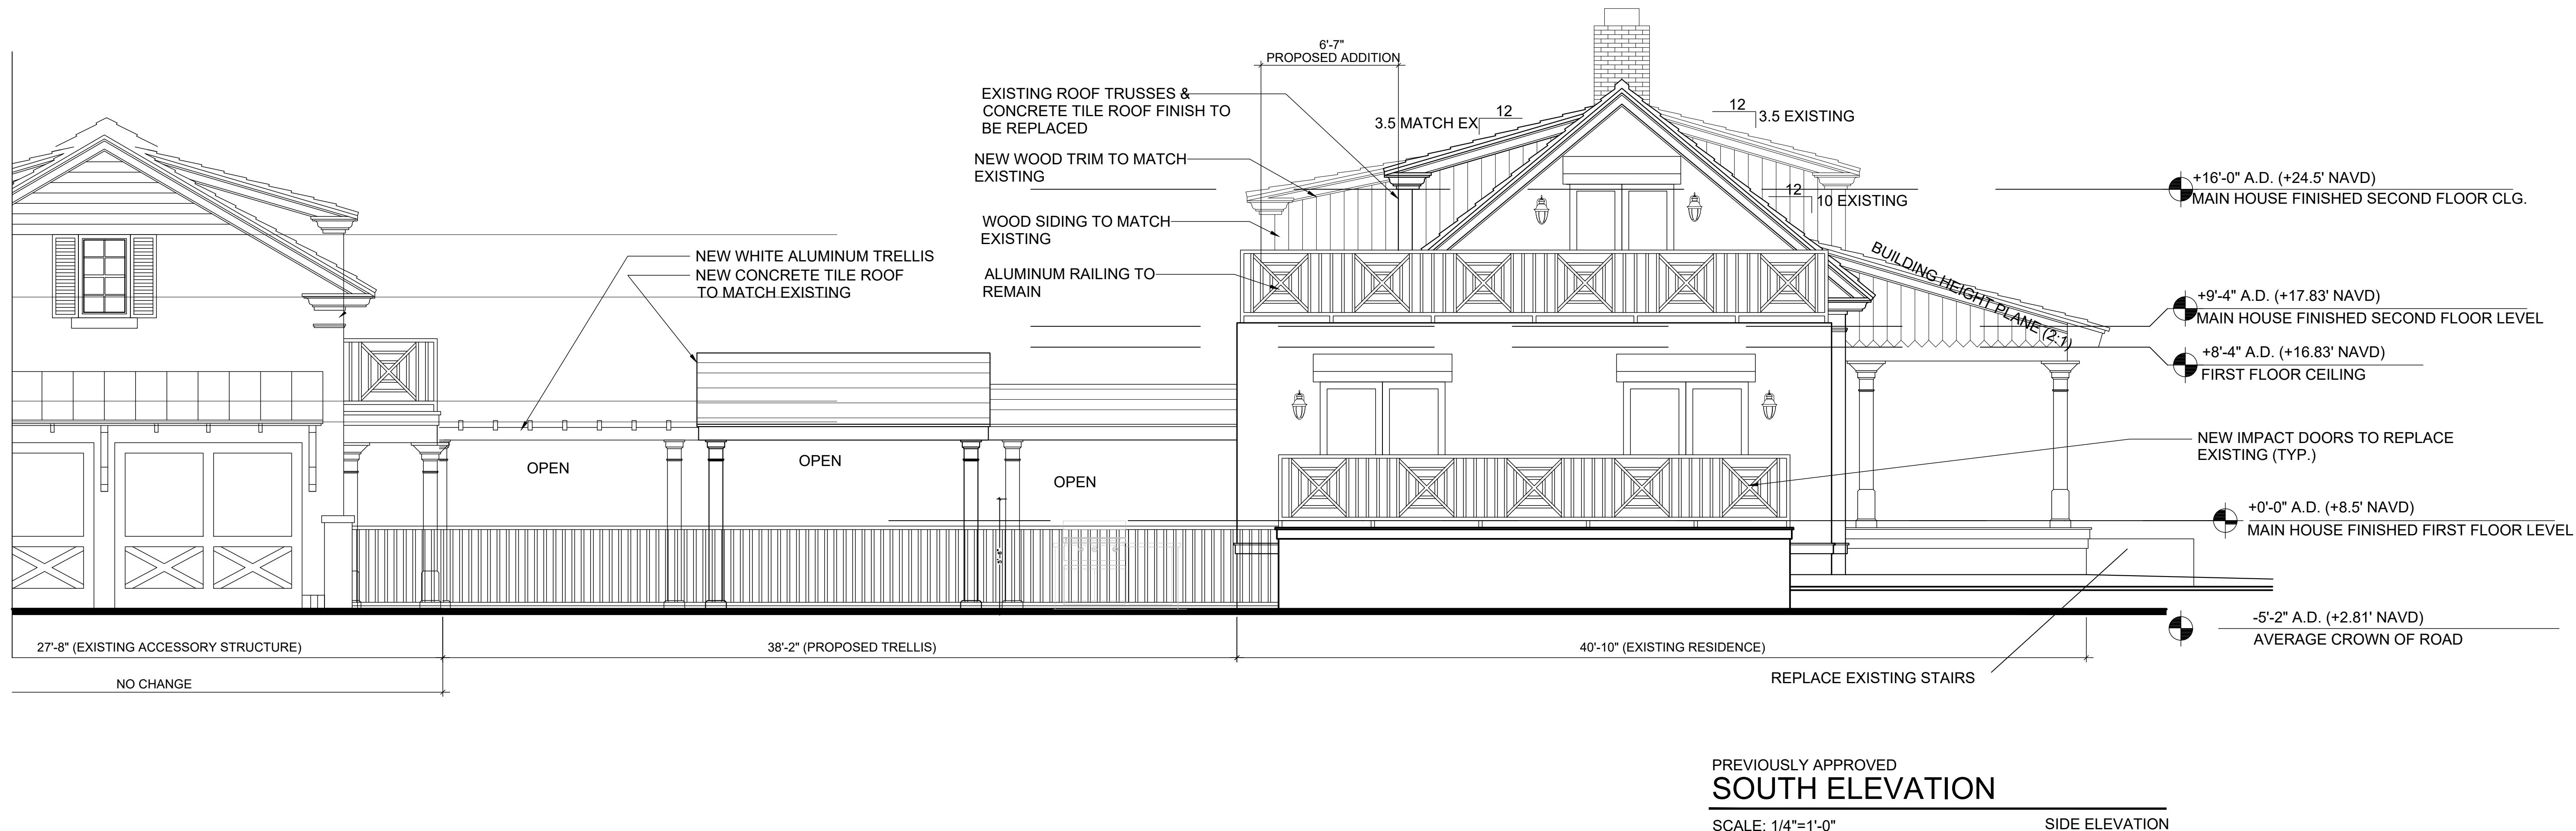 6'-7"
PROPOSED ADDITION
EXISTING ROOF TRUSSES &
CONCRETE TILE ROOF FINISH TO
BE REPLACED
12
3.5 MATCH EX
12
3.5 EXISTING
NEW WOOD TRIM TO MATCH
EXISTING
+16'-0" A.D. (+24.5' NAVD)
MAIN HOUSE FINISHED SECOND FLOOR CLG.
12
10 EXISTING
WOOD SIDING TO MATCH
EXISTING
NEW WHITE ALUMINUM TRELLIS
NEW CONCRETE TILE ROOF
TO MATCH EXISTING
ALUMINUM RAILING TO
REMAIN
BUILDING HEIGHT PLANE (2:1)
+9'-4" A.D. (+17.83' NAVD)
MAIN HOUSE FINISHED SECOND FLOOR LEVEL
+8'-4" A.D. (+16.83' NAVD)
FIRST FLOOR CEILING
NEW IMPACT DOORS TO REPLACE
EXISTING (TYP.)
OPEN
OPEN
OPEN
+0'-0" A.D. (+8.5' NAVD)
MAIN HOUSE FINISHED FIRST FLOOR LEVEL
-5'-2" A.D. (+2.81' NAVD)
AVERAGE CROWN OF ROAD
27'-8" (EXISTING ACCESSORY STRUCTURE)
38'-2" (PROPOSED TRELLIS)
40'-10" (EXISTING RESIDENCE)
NO CHANGE
REPLACE EXISTING STAIRS
PREVIOUSLY APPROVED
SOUTH ELEVATION
SCALE: 1/4"=1'-0"
SIDE ELEVATION